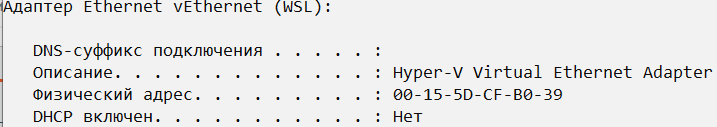 Адаптер Ethernet vEthernet (WSL):
DNS-суффикс подключения . . . . . :
Описание. . . . . . . . . . . . . : Hyper-V Virtual Ethernet Adapter
Физический адрес. . . . . . . . . : 00-15-5D-CF-B0-39
DHCP включен. . . . . . . . . . . : Нет